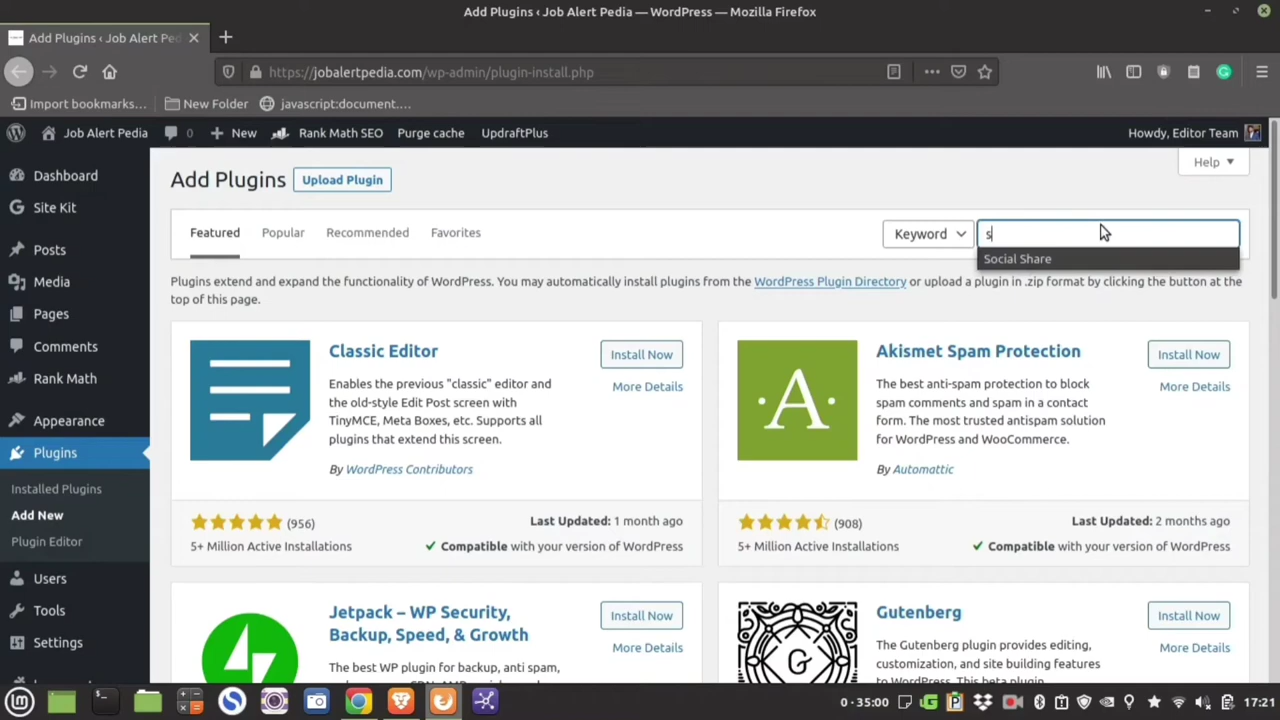 Add Plugins ‹ Job Alert Pedia — WordPress — Mozilla Firefox
Add Plugins ‹ Job Alert Ped
https://jobalertpedia.com/wp-admin/plugin-install.php
Import bookmarks...
New Folder
javascript:document....
Job Alert Pedia
0
New
Rank Math SEO
Purge cache
UpdraftPlus
Howdy, Editor Team
Dashboard
Site Kit
Posts
Media
Pages
Comments
Rank Math
Appearance
Plugins
Installed Plugins
Add New
Plugin Editor
Users
Tools
Settings
Help
Add Plugins
Upload Plugin
Featured
Popular
Recommended
Favorites
Keyword
s
Social Share
Plugins extend and expand the functionality of WordPress. You may automatically install plugins from the WordPress Plugin Directory or upload a plugin in .zip format by clicking the button at the
top of this page.
Classic Editor
Install Now
More Details
Enables the previous "classic" editor and
the old-style Edit Post screen with
TinyMCE, Meta Boxes, etc. Supports all
plugins that extend this screen.
By WordPress Contributors
(956)
Last Updated: 1 month ago
5+ Million Active Installations
Compatible with your version of WordPress
Akismet Spam Protection
Install Now
More Details
The best anti-spam protection to block
spam comments and spam in a contact
form. The most trusted antispam solution
for WordPress and WooCommerce.
By Automattic
·A·
(908)
Last Updated: 2 months ago
5+ Million Active Installations
Compatible with your version of WordPress
Jetpack – WP Security,
Backup, Speed, & Growth
Install Now
More Details
The best WP plugin for backup, anti spam,
Gutenberg
Install Now
More Details
The Gutenberg plugin provides editing,
customization, and site building features
to WordPress. This beta plugin
G
0 · 35:00
17:21